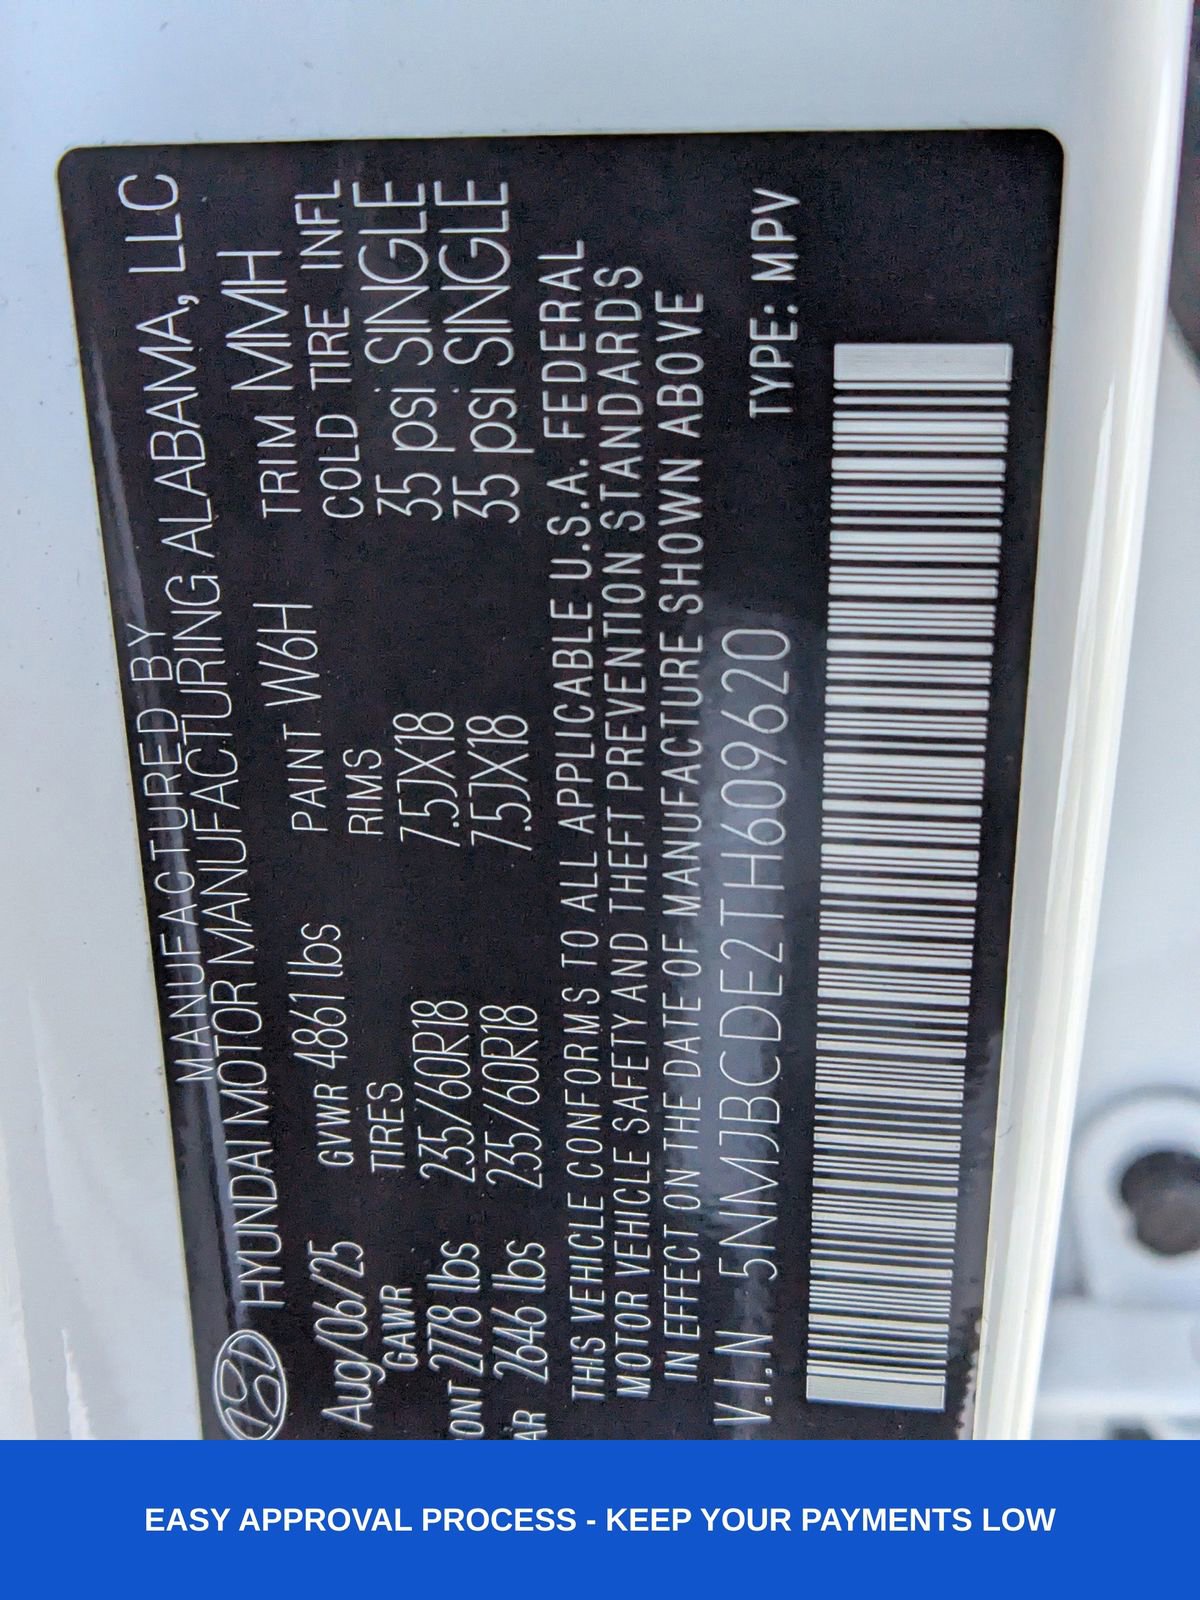 MANUFACTURED BY
HYUNDAI MOTOR MANUFACTURING ALABAMA, LLC
Aug/06/25 GVWR 4861 lbs PAINT W6H TRIM MMH
GAWR TIRES RIMS COLD TIRE INFL
ONT 2778 lbs 235/60R18 7.5JX18 35 psi SINGLE
AR 2646 lbs 235/60R18 7.5JX18 35 psi SINGLE
THIS VEHICLE CONFORMS TO ALL APPLICABLE U.S.A. FEDERAL
MOTOR VEHICLE SAFETY AND THEFT PREVENTION STANDARDS
IN EFFECT ON THE DATE OF MANUFACTURE SHOWN ABOVE
V.I.N 5NMJBCDE2TH609620 TYPE: MPV
EASY APPROVAL PROCESS - KEEP YOUR PAYMENTS LOW